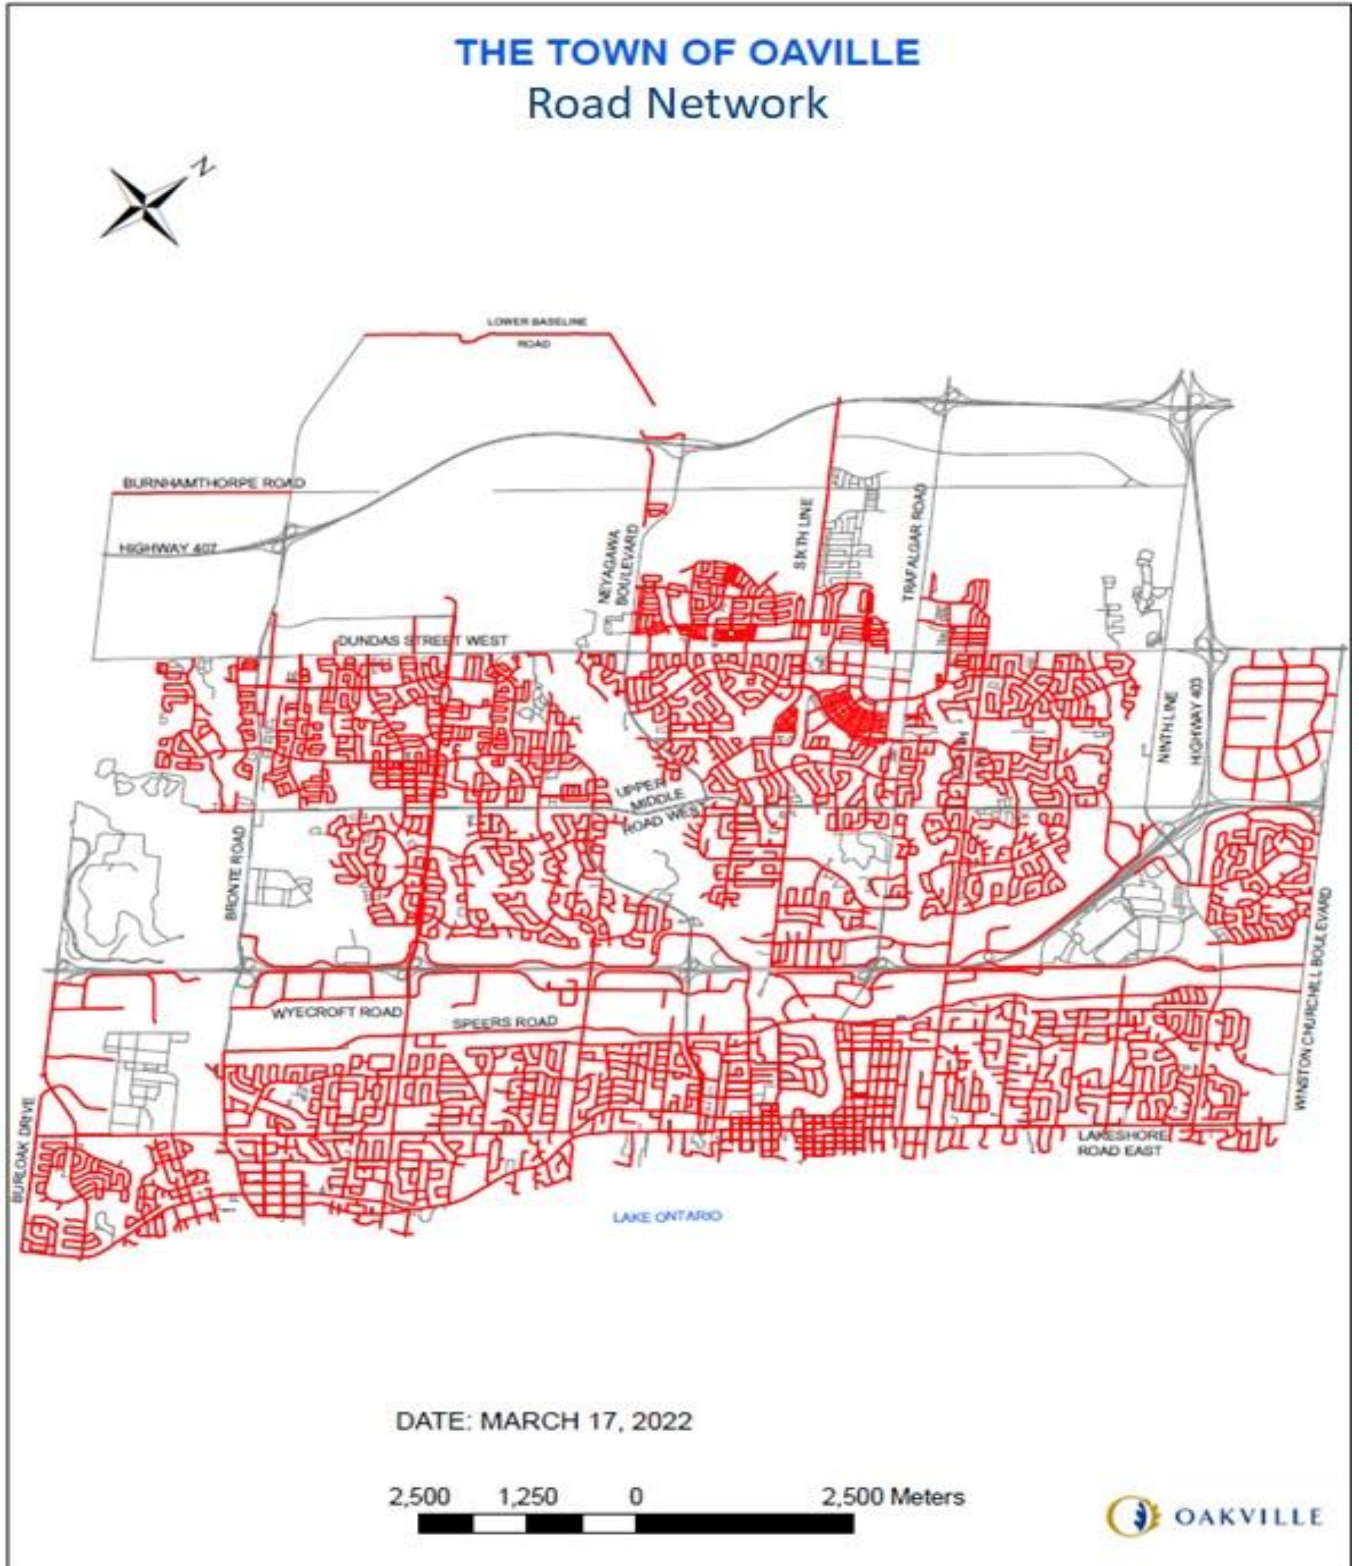 THE TOWN OF OAVILLE
Road Network
N
LOWER BASELINE
ROAD
BURNHAMTHORPE ROAD
HIGHWAY 407
NEYAGAWA
BOULEVARD
SIXTH LINE
TRAFALGAR ROAD
DUNDAS STREET WEST
NINTH LINE
HIGHWAY 403
UPPER
MIDDLE
ROAD WEST
BRONTE ROAD
WYECROFT ROAD
SPEERS ROAD
WINSTON CHURCHILL BOULEVARD
BURLOAK DRIVE
LAKESHORE
ROAD EAST
LAKE ONTARIO
DATE: MARCH 17, 2022
2,500 1,250 0 2,500 Meters
OAKVILLE